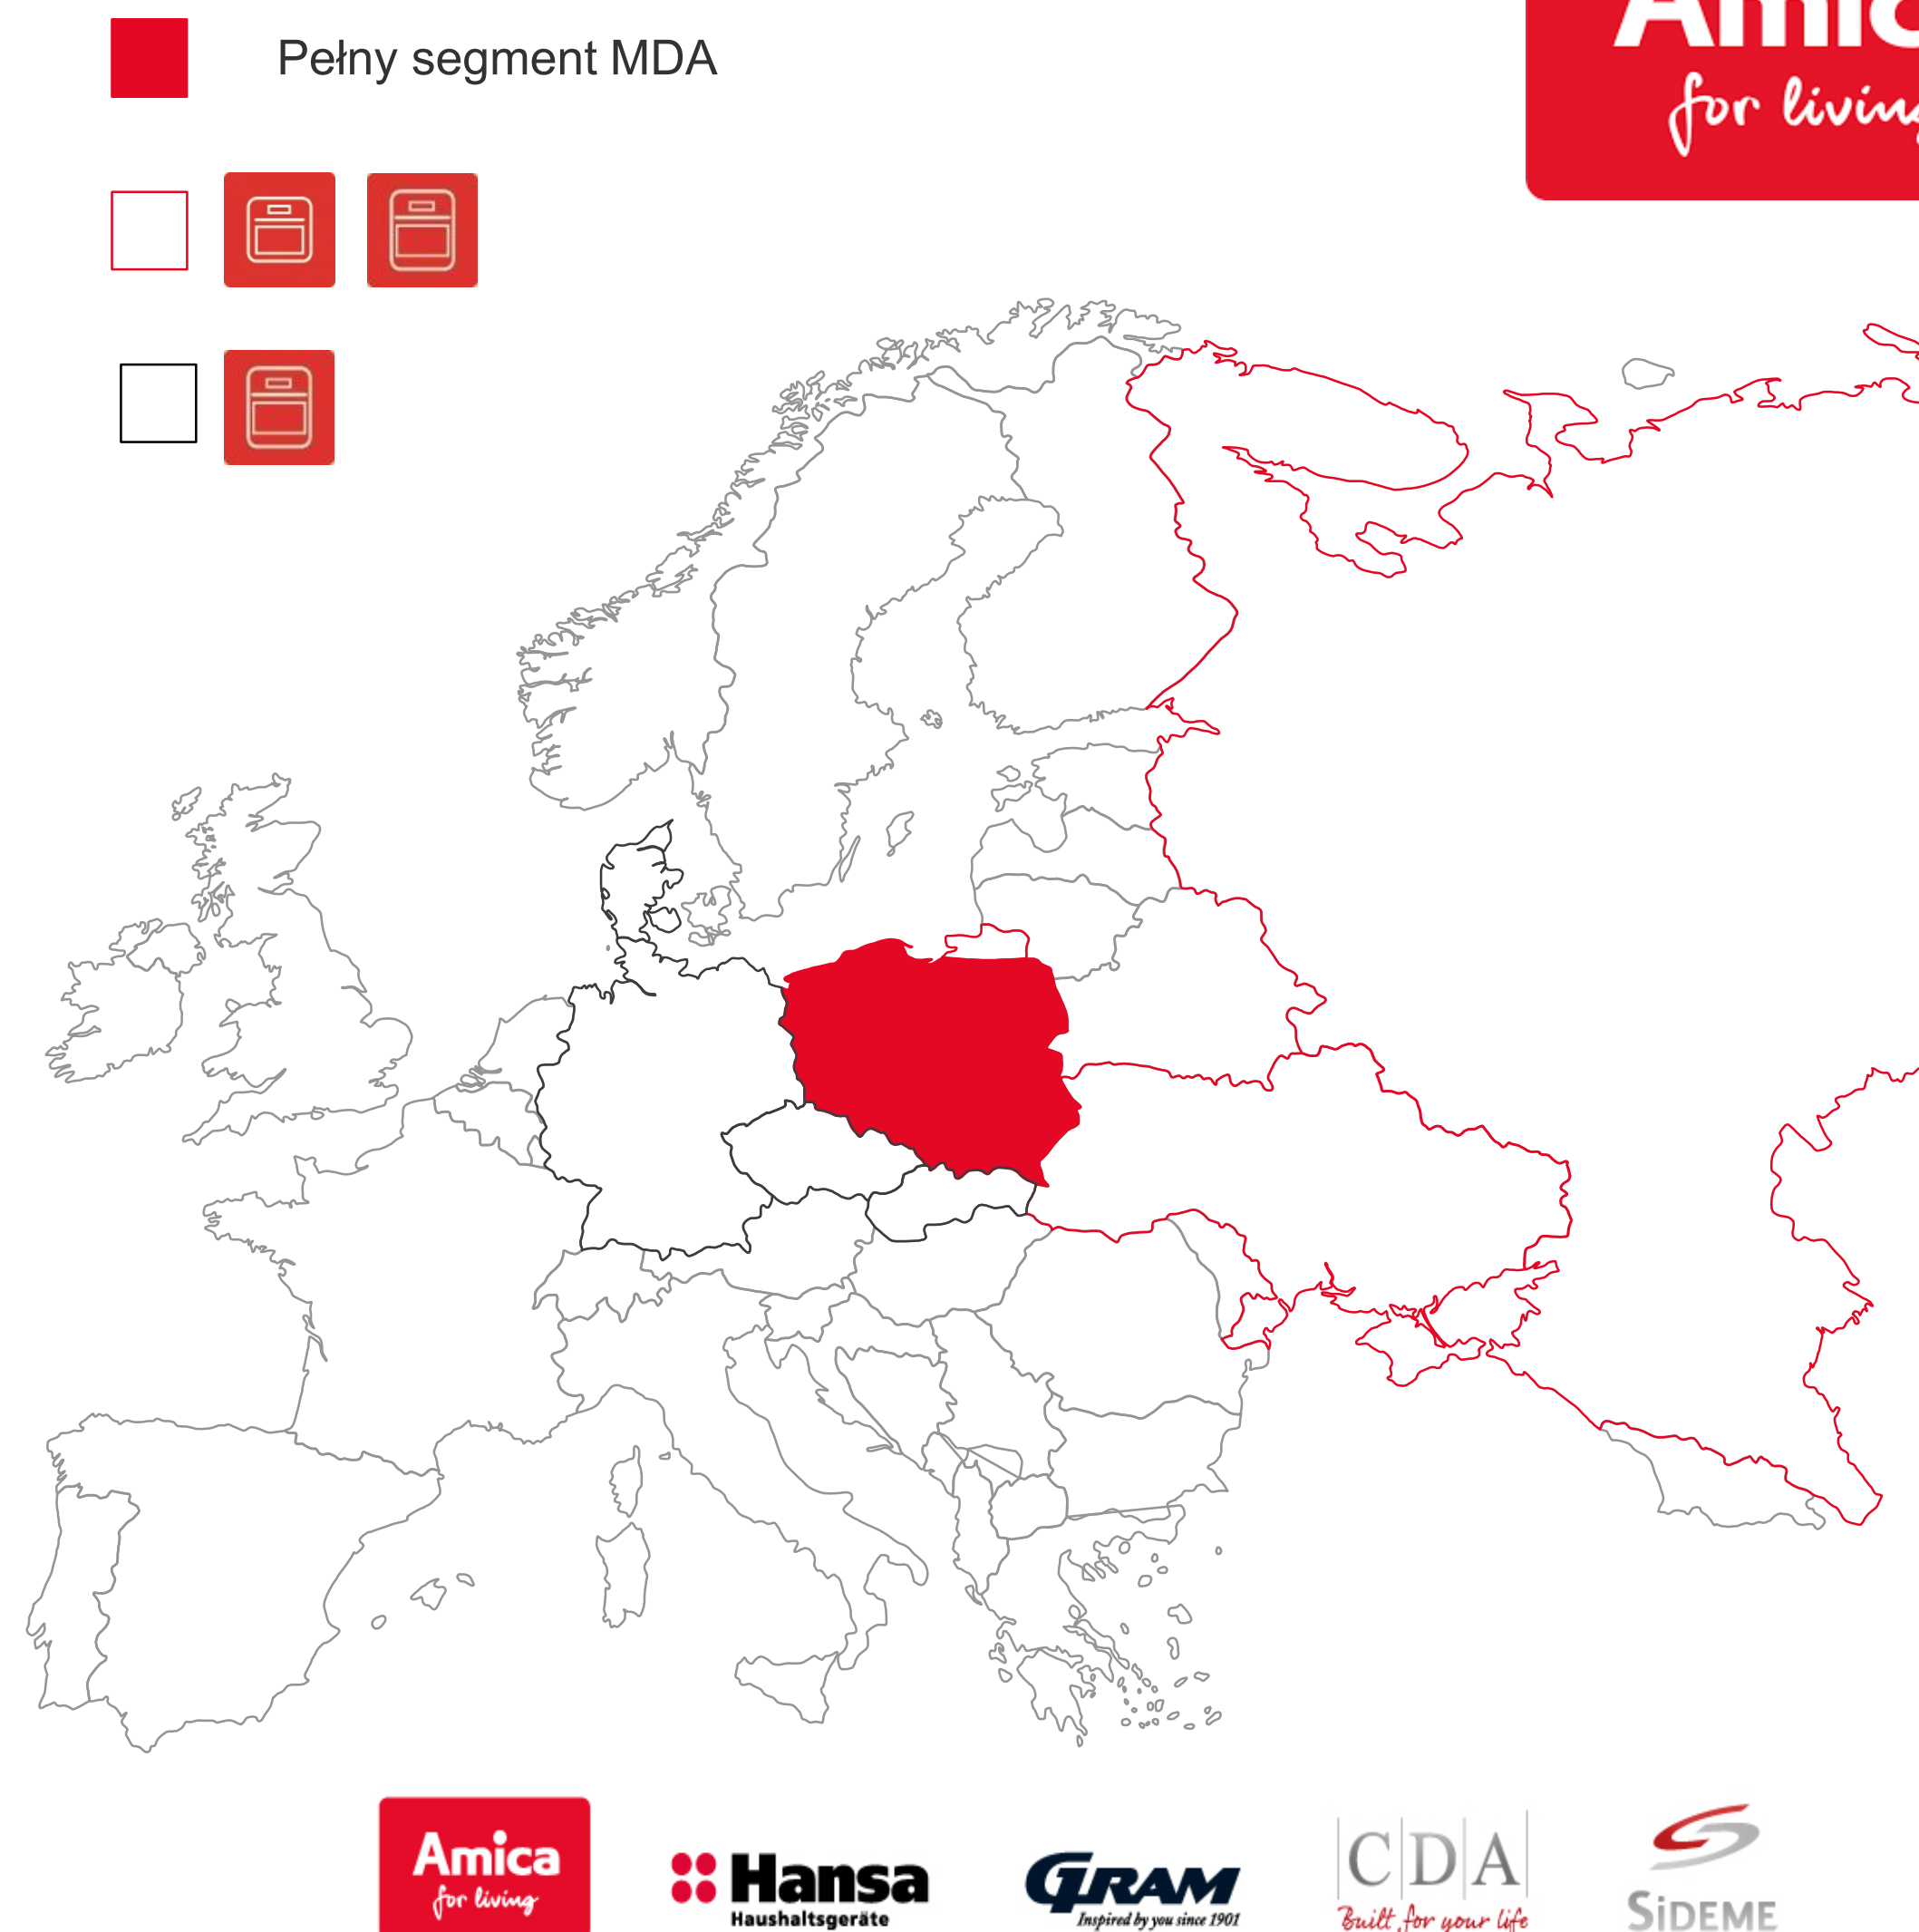 Pełny segment MDA
for living
Amica
for living
Hansa
Haushaltsgeräte
GRAM
Inspired by you since 1901
CDA
Built for your life
SiDEME